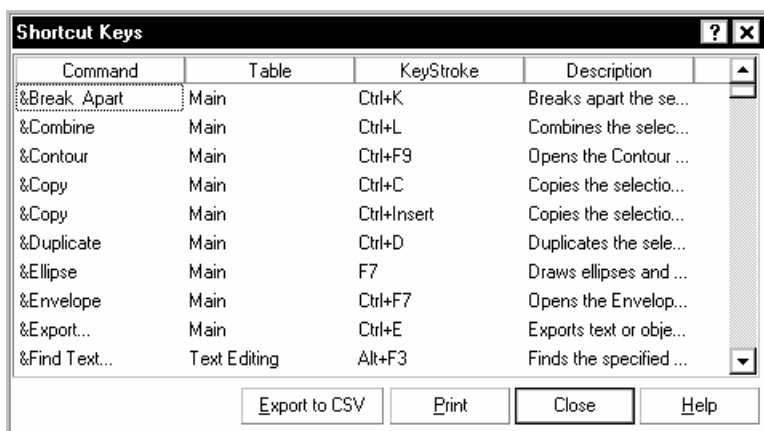 Shortcut Keys ? X
Command Table KeyStroke Description
&Break Apart Main Ctrl+K Breaks apart the se...
&Combine Main Ctrl+L Combines the selec...
&Contour Main Ctrl+F9 Opens the Contour ...
&Copy Main Ctrl+C Copies the selectio...
&Copy Main Ctrl+Insert Copies the selectio...
&Duplicate Main Ctrl+D Duplicates the sele...
&Ellipse Main F7 Draws ellipses and ...
&Envelope Main Ctrl+F7 Opens the Envelop...
&Export... Main Ctrl+E Exports text or obje...
&Find Text... Text Editing Alt+F3 Finds the specified ...
Export to CSV Print Close Help